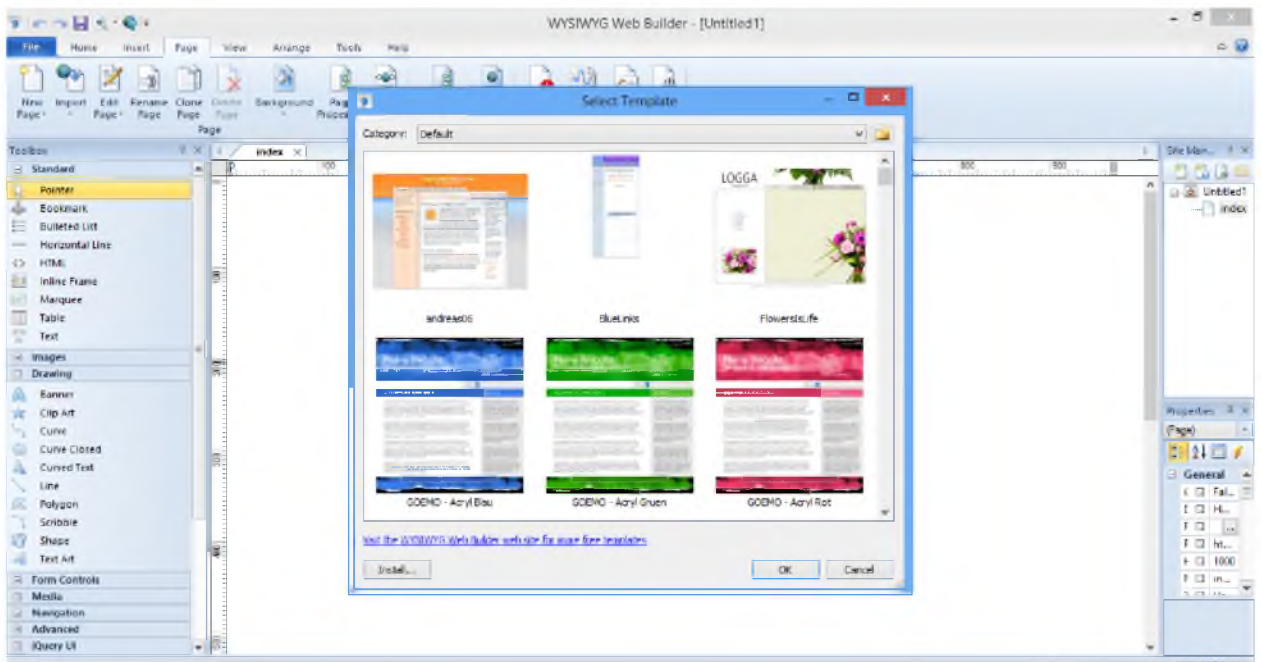 WYSIWYG Web Builder - [Untitled1]
File Home Insert Page View Arrange Tools Help
New Page Import Edit Page Rename Page Clone Page Delete Page Background
Page
Select Template
Category: Default
Toolbox
index
Standard
Pointer
Bookmark
Bulleted List
Horizontal Line
HTML
Inline Frame
Marquee
Table
Text
Images
Drawing
Banner
Clip Art
Curve
Curve Closed
Curved Text
Line
Polygon
Scribble
Shape
Text Art
Form Controls
Media
Navigation
Advanced
jQuery UI
LOGGA
andreas06 BlueLinks FlowersIsLife
GOEMO - Acryl Blau GOEMO - Acryl Gruen GOEMO - Acryl Rot
Visit the WYSIWYG Web Builder web site for more free templates
Install... OK Cancel
Site Man...
Untitled1
index
Properties
(Page)
General
Fal...
ht...
1000
in...